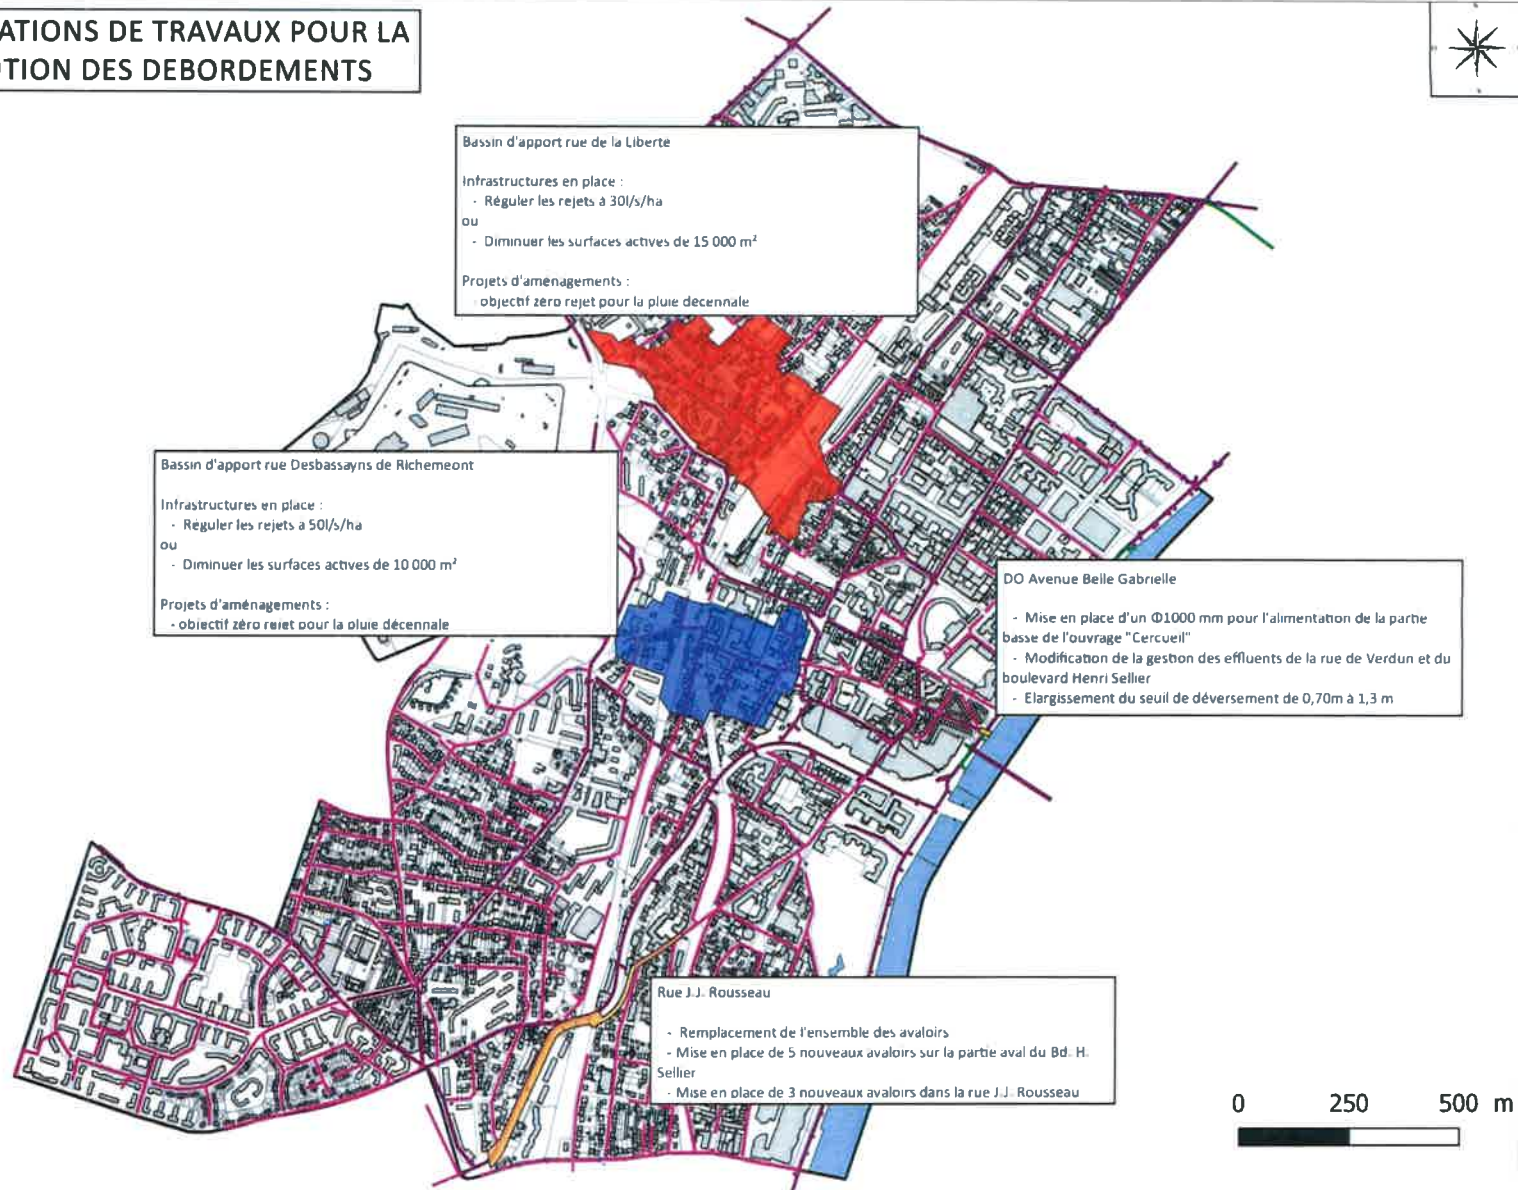 ATIONS DE TRAVAUX POUR LA
TION DES DEBORDEMENTS
Bassin d'apport rue de la Liberté
Infrastructures en place :
- Réguler les rejets à 30l/s/ha
ou
- Diminuer les surfaces actives de 15 000 m²
Projets d'aménagements :
- objectif zéro rejet pour la pluie décennale
Bassin d'apport rue Desbassayns de Richemeont
Infrastructures en place :
- Réguler les rejets à 50l/s/ha
ou
- Diminuer les surfaces actives de 10 000 m²
Projets d'aménagements :
- objectif zéro rejet pour la pluie décennale
DO Avenue Belle Gabrielle
- Mise en place d'un Φ1000 mm pour l'alimentation de la partie
basse de l'ouvrage "Cercueil"
- Modification de la gestion des effluents de la rue de Verdun et du
boulevard Henri Sellier
- Elargissement du seuil de déversement de 0,70m à 1,3 m
Rue J.J. Rousseau
- Remplacement de l'ensemble des avaloirs
- Mise en place de 5 nouveaux avaloirs sur la partie aval du Bd. H.
Sellier
- Mise en place de 3 nouveaux avaloirs dans la rue J.J. Rousseau
0 250 500 m